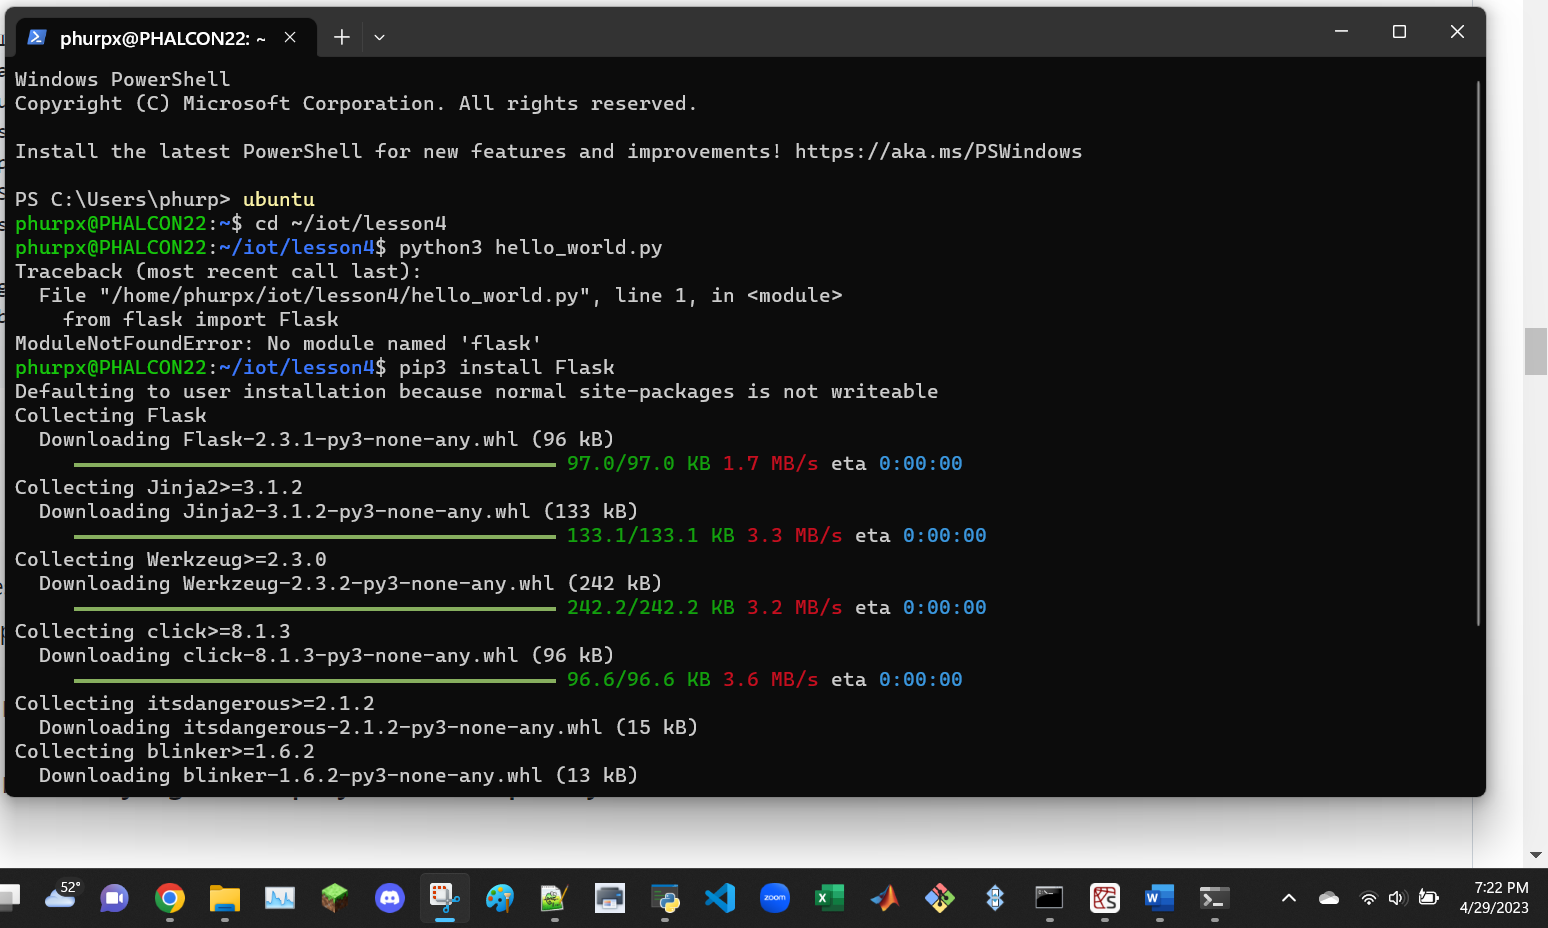 phurpx@PHALCON22: ~
Windows PowerShell
Copyright (C) Microsoft Corporation. All rights reserved.
Install the latest PowerShell for new features and improvements! https://aka.ms/PSWindows
PS C:\Users\phurp> ubuntu
phurpx@PHALCON22:~$ cd ~/iot/lesson4
phurpx@PHALCON22:~/iot/lesson4$ python3 hello_world.py
Traceback (most recent call last):
  File "/home/phurpx/iot/lesson4/hello_world.py", line 1, in <module>
    from flask import Flask
ModuleNotFoundError: No module named 'flask'
phurpx@PHALCON22:~/iot/lesson4$ pip3 install Flask
Defaulting to user installation because normal site-packages is not writeable
Collecting Flask
  Downloading Flask-2.3.1-py3-none-any.whl (96 kB)
97.0/97.0 KB 1.7 MB/s eta 0:00:00
Collecting Jinja2>=3.1.2
  Downloading Jinja2-3.1.2-py3-none-any.whl (133 kB)
133.1/133.1 KB 3.3 MB/s eta 0:00:00
Collecting Werkzeug>=2.3.0
  Downloading Werkzeug-2.3.2-py3-none-any.whl (242 kB)
242.2/242.2 KB 3.2 MB/s eta 0:00:00
Collecting click>=8.1.3
  Downloading click-8.1.3-py3-none-any.whl (96 kB)
96.6/96.6 KB 3.6 MB/s eta 0:00:00
Collecting itsdangerous>=2.1.2
  Downloading itsdangerous-2.1.2-py3-none-any.whl (15 kB)
Collecting blinker>=1.6.2
  Downloading blinker-1.6.2-py3-none-any.whl (13 kB)
52°
zoom
7:22 PM
4/29/2023